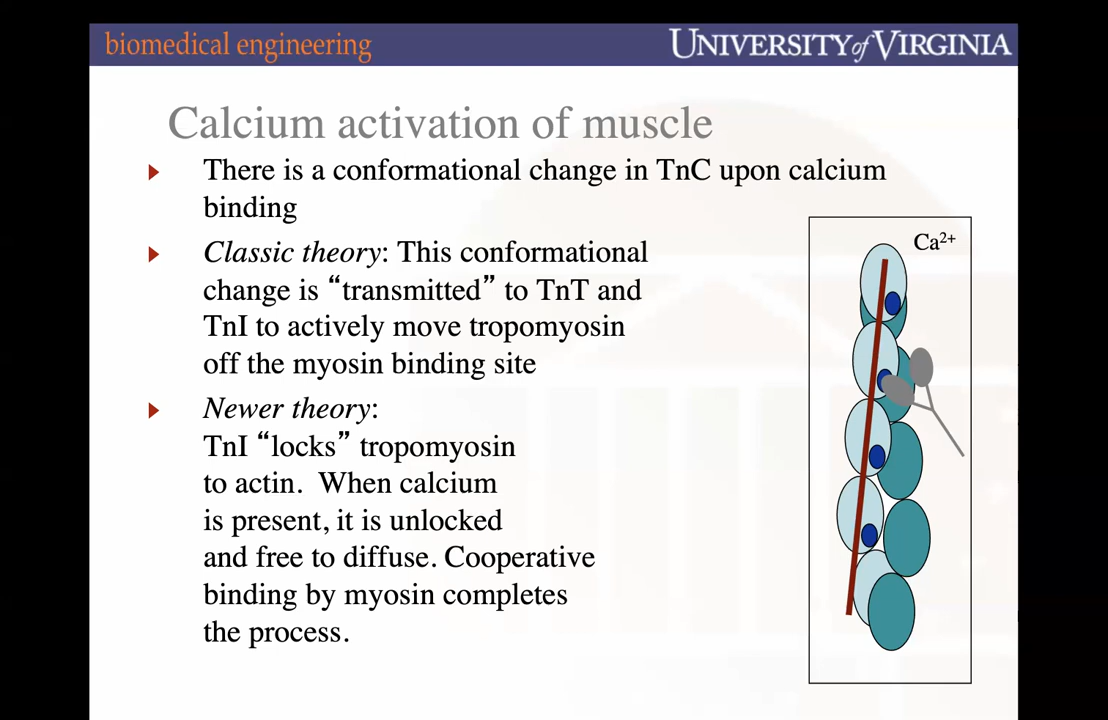 biomedical engineering
UNIVERSITY of VIRGINIA
Calcium activation of muscle
There is a conformational change in TnC upon calcium
binding
Classic theory: This conformational
change is “transmitted” to TnT and
TnI to actively move tropomyosin
off the myosin binding site
Newer theory:
TnI “locks” tropomyosin
to actin. When calcium
is present, it is unlocked
and free to diffuse. Cooperative
binding by myosin completes
the process.
Ca²⁺